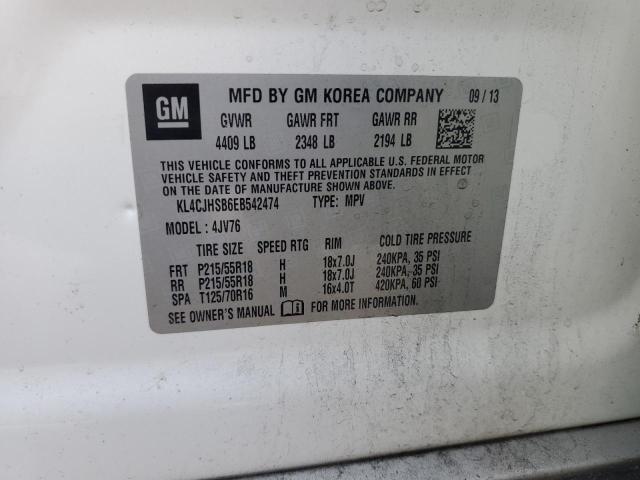 GM
MFD BY GM KOREA COMPANY 09 / 13
GVWR GAWR FRT GAWR RR
4409 LB 2348 LB 2194 LB
THIS VEHICLE CONFORMS TO ALL APPLICABLE U.S. FEDERAL MOTOR
VEHICLE SAFETY AND THEFT PREVENTION STANDARDS IN EFFECT
ON THE DATE OF MANUFACTURE SHOWN ABOVE.
KL4CJHSB6EB542474 TYPE: MPV
MODEL : 4JV76
TIRE SIZE SPEED RTG RIM COLD TIRE PRESSURE
FRT P215/55R18 H 18x7.0J 240KPA, 35 PSI
RR P215/55R18 H 18x7.0J 240KPA, 35 PSI
SPA T125/70R16 M 16x4.0T 420KPA, 60 PSI
SEE OWNER'S MANUAL FOR MORE INFORMATION.